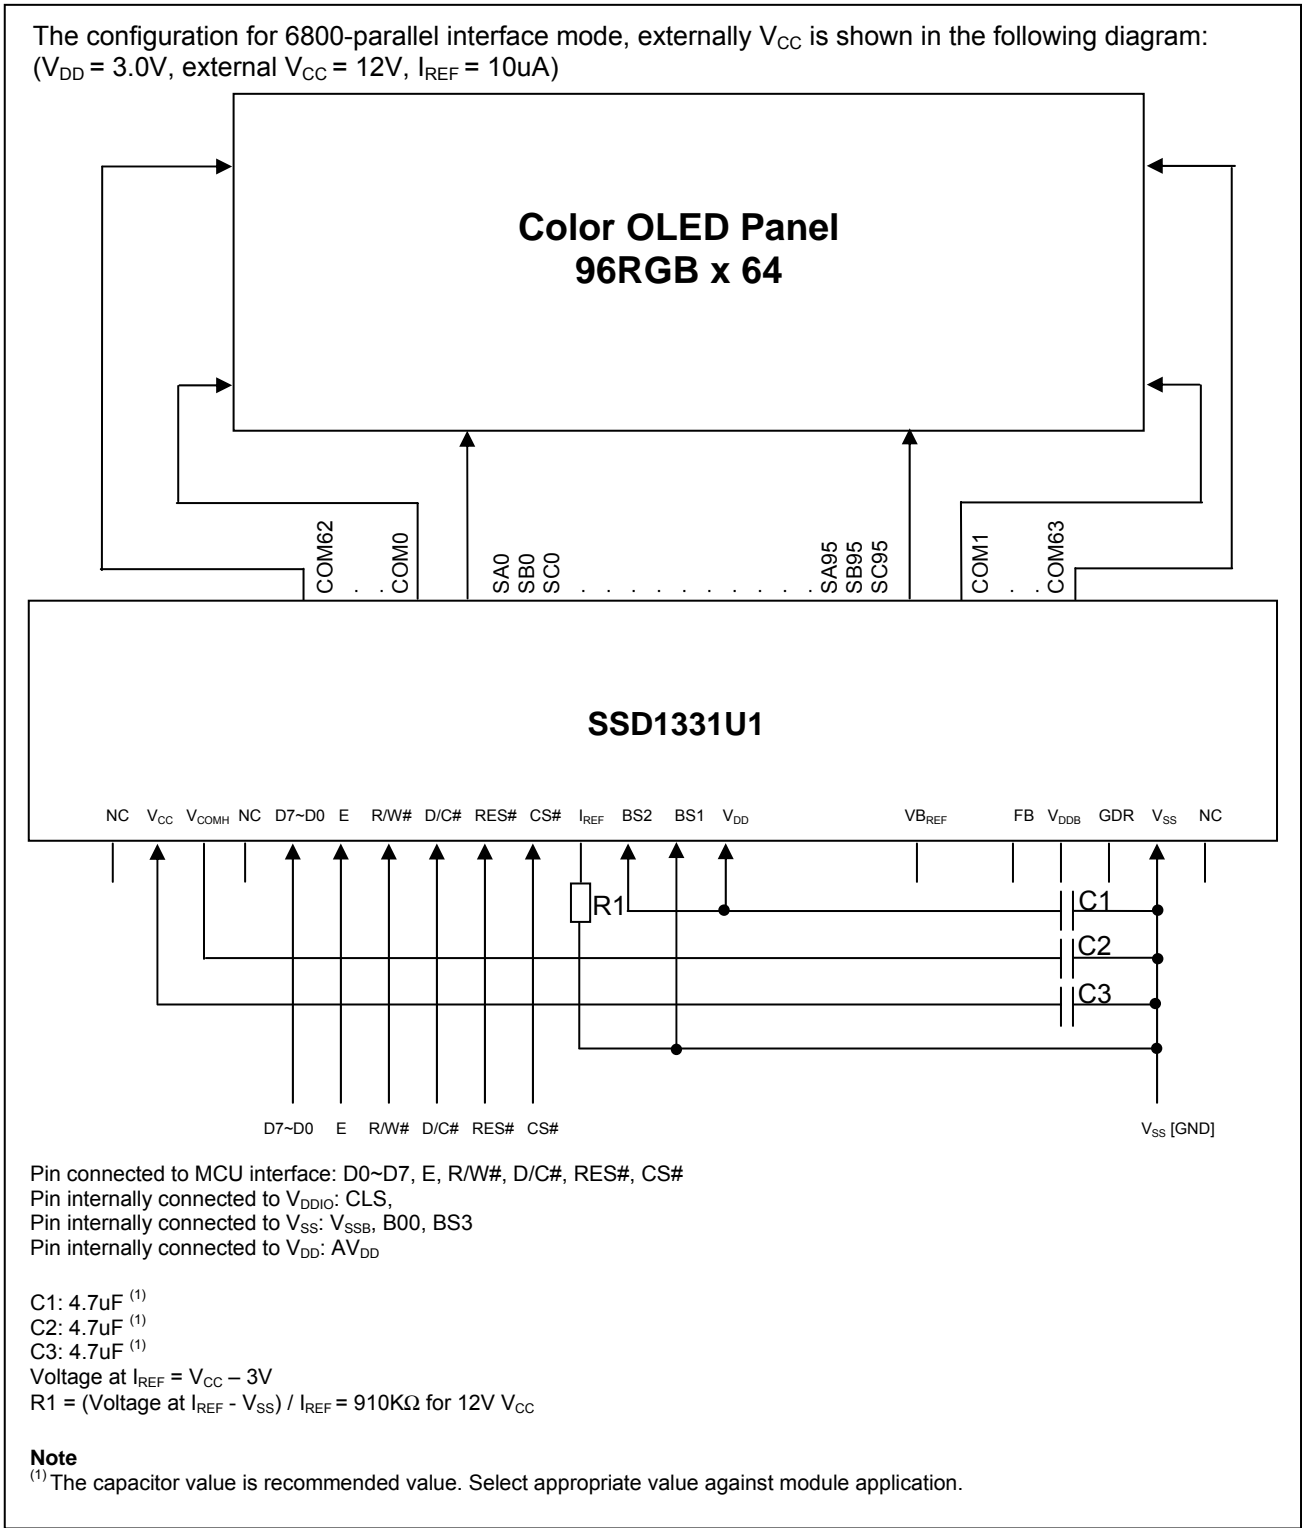 The configuration for 6800-parallel interface mode, externally VCC is shown in the following diagram:
(VDD = 3.0V, external VCC = 12V, IREF = 10uA)
Color OLED Panel
96RGB x 64
COM62 . . COM0 SA0 SB0 SC0 . . . . . . . . . . SA95 SB95 SC95 COM1 . . COM63
SSD1331U1
NC VCC VCOMH NC D7~D0 E R/W# D/C# RES# CS# IREF BS2 BS1 VDD VBREF FB VDDB GDR VSS NC
R1
C1
C2
C3
D7~D0 E R/W# D/C# RES# CS# VSS [GND]
Pin connected to MCU interface: D0~D7, E, R/W#, D/C#, RES#, CS#
Pin internally connected to VDDIO: CLS,
Pin internally connected to VSS: VSSB, B00, BS3
Pin internally connected to VDD: AVDD
C1: 4.7uF (1)
C2: 4.7uF (1)
C3: 4.7uF (1)
Voltage at IREF = VCC – 3V
R1 = (Voltage at IREF - VSS) / IREF = 910KΩ for 12V VCC
Note
(1) The capacitor value is recommended value. Select appropriate value against module application.